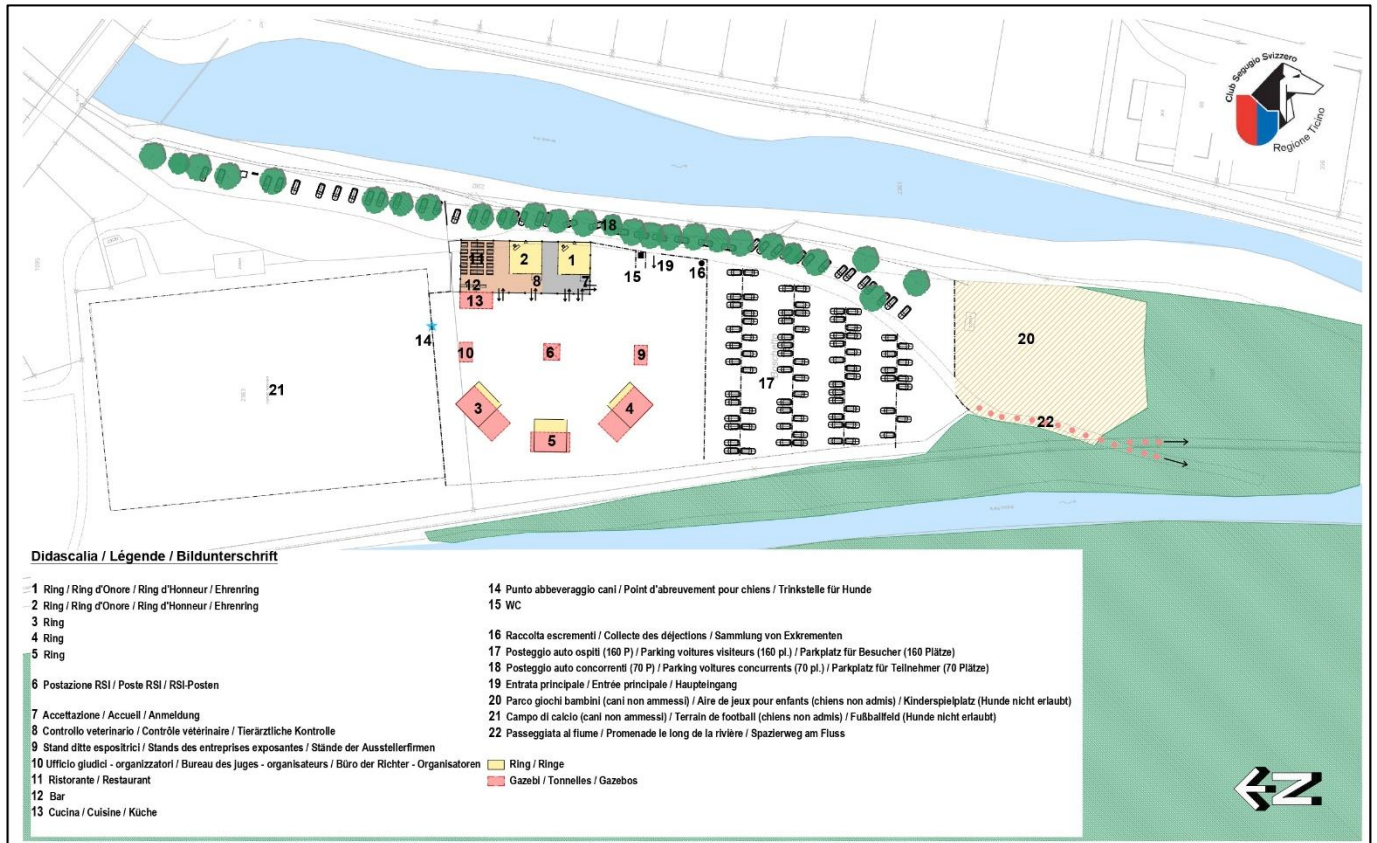 Club Segugio Svizzero
Regione Ticino
18
11
2
1
15
19
16
12
8
7
13
14
10
6
9
20
21
17
3
4
5
22
Didascalia / Légende / Bildunterschrift
1 Ring / Ring d'Onore / Ring d'Honneur / Ehrenring
2 Ring / Ring d'Onore / Ring d'Honneur / Ehrenring
3 Ring
4 Ring
5 Ring
6 Postazione RSI / Poste RSI / RSI-Posten
7 Accettazione / Accueil / Anmeldung
8 Controllo veterinario / Contrôle vétérinaire / Tierärztliche Kontrolle
9 Stand ditte espositrici / Stands des entreprises exposantes / Stände der Ausstellerfirmen
10 Ufficio giudici - organizzatori / Bureau des juges - organisateurs / Büro der Richter - Organisatoren
11 Ristorante / Restaurant
12 Bar
13 Cucina / Cuisine / Küche
14 Punto abbeveraggio cani / Point d'abreuvement pour chiens / Trinkstelle für Hunde
15 WC
16 Raccolta escrementi / Collecte des déjections / Sammlung von Exkrementen
17 Posteggio auto ospiti (160 P) / Parking voitures visiteurs (160 pl.) / Parkplatz für Besucher (160 Plätze)
18 Posteggio auto concorrenti (70 P) / Parking voitures concurrents (70 pl.) / Parkplatz für Teilnehmer (70 Plätze)
19 Entrata principale / Entrée principale / Haupteingang
20 Parco giochi bambini (cani non ammessi) / Aire de jeux pour enfants (chiens non admis) / Kinderspielplatz (Hunde nicht erlaubt)
21 Campo di calcio (cani non ammessi) / Terrain de football (chiens non admis) / Fußballfeld (Hunde nicht erlaubt)
22 Passeggiata al fiume / Promenade le long de la rivière / Spazierweg am Fluss
Ring / Ringe
Gazebi / Tonnelles / Gazebos
N